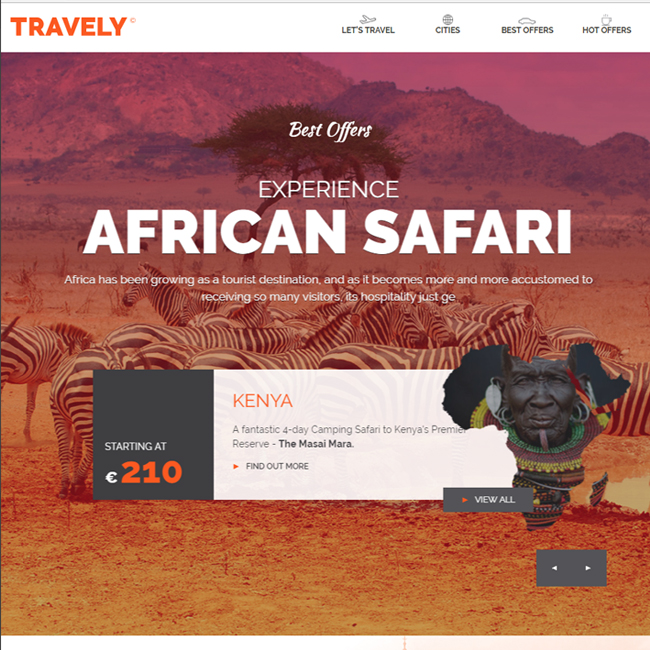 TRAVELY ©
LET'S TRAVEL
CITIES
BEST OFFERS
HOT OFFERS
Best Offers
EXPERIENCE
AFRICAN SAFARI
Africa has been growing as a tourist destination, and as it becomes more and more accustomed to
receiving so many visitors, its hospitality just ge
KENYA
A fantastic 4-day Camping Safari to Kenya's Premier
Reserve - The Masai Mara.
STARTING AT
€210
FIND OUT MORE
VIEW ALL